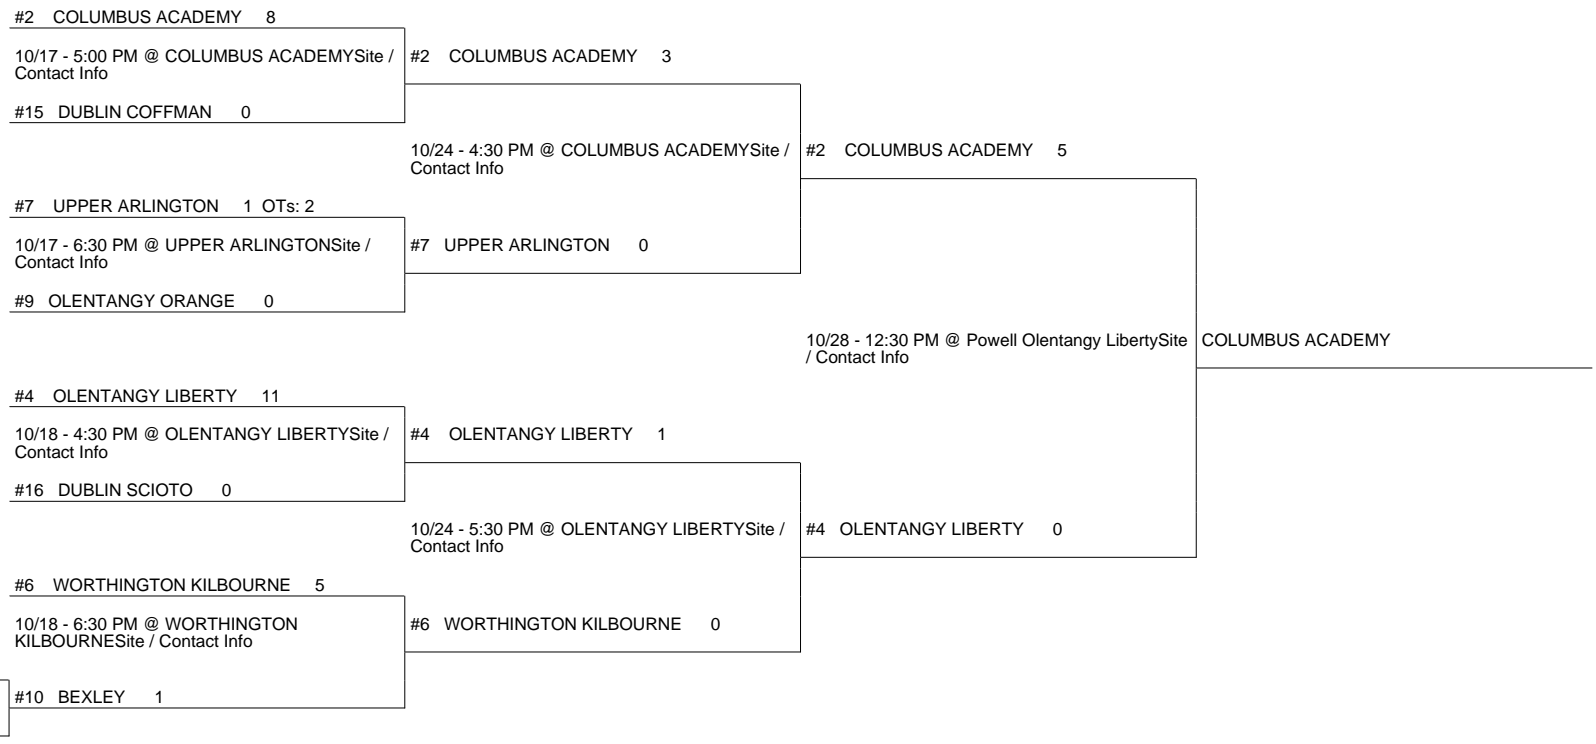 #2 COLUMBUS ACADEMY 8
10/17 - 5:00 PM @ COLUMBUS ACADEMYSite /
Contact Info
#15 DUBLIN COFFMAN 0
#2 COLUMBUS ACADEMY 3
10/24 - 4:30 PM @ COLUMBUS ACADEMYSite /
Contact Info
#7 UPPER ARLINGTON 1 OTs: 2
10/17 - 6:30 PM @ UPPER ARLINGTONSite /
Contact Info
#9 OLENTANGY ORANGE 0
#7 UPPER ARLINGTON 0
#2 COLUMBUS ACADEMY 5
10/28 - 12:30 PM @ Powell Olentangy LibertySite
/ Contact Info
COLUMBUS ACADEMY
#4 OLENTANGY LIBERTY 11
10/18 - 4:30 PM @ OLENTANGY LIBERTYSite /
Contact Info
#16 DUBLIN SCIOTO 0
#4 OLENTANGY LIBERTY 1
10/24 - 5:30 PM @ OLENTANGY LIBERTYSite /
Contact Info
#4 OLENTANGY LIBERTY 0
#6 WORTHINGTON KILBOURNE 5
10/18 - 6:30 PM @ WORTHINGTON
KILBOURNESite / Contact Info
#6 WORTHINGTON KILBOURNE 0
#10 BEXLEY 1